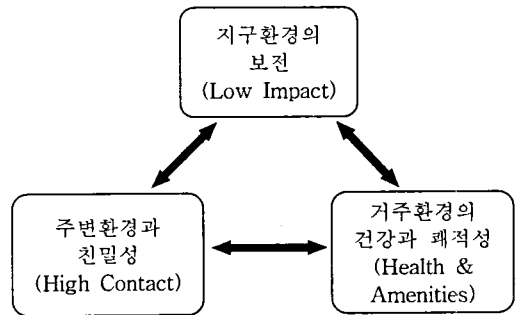 지구환경의
보전
(Low Impact)
주변환경과
친밀성
(High Contact)
거주환경의
건강과 쾌적성
(Health &
Amenities)